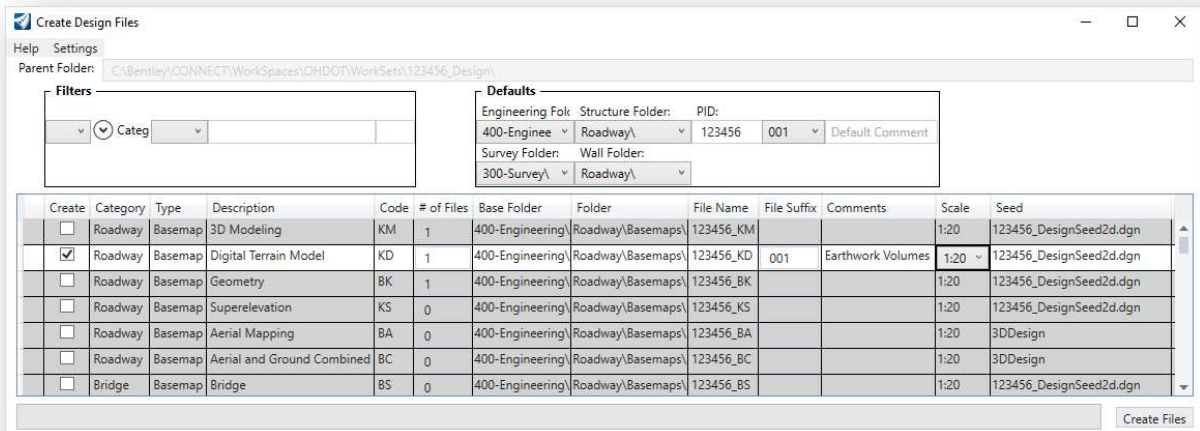 Create Design Files
Help Settings
Parent Folder: C:\Bentley\CONNECT\WorkSpaces\OHDOT\WorkSets\123456_Design\
Filters
Categ
Defaults
Engineering Fol Structure Folder: PID:
400-Enginee Roadway\ 123456 001 Default Comment
Survey Folder: Wall Folder:
300-Survey\ Roadway\
Create Category Type Description Code # of Files Base Folder Folder File Name File Suffix Comments Scale Seed
Roadway Basemap 3D Modeling KM 1 400-Engineering\ Roadway\Basemaps\ 123456_KM 1:20 123456_DesignSeed2d.dgn
Roadway Basemap Digital Terrain Model KD 1 400-Engineering\ Roadway\Basemaps\ 123456_KD 001 Earthwork Volumes 1:20 123456_DesignSeed2d.dgn
Roadway Basemap Geometry BK 1 400-Engineering\ Roadway\Basemaps\ 123456_BK 1:20 123456_DesignSeed2d.dgn
Roadway Basemap Superelevation KS 0 400-Engineering\ Roadway\Basemaps\ 123456_KS 1:20 123456_DesignSeed2d.dgn
Roadway Basemap Aerial Mapping BA 0 400-Engineering\ Roadway\Basemaps\ 123456_BA 1:20 3DDesign
Roadway Basemap Aerial and Ground Combined BC 0 400-Engineering\ Roadway\Basemaps\ 123456_BC 1:20 3DDesign
Bridge Basemap Bridge BS 0 400-Engineering\ Roadway\Basemaps\ 123456_BS 1:20 123456_DesignSeed2d.dgn
Create Files